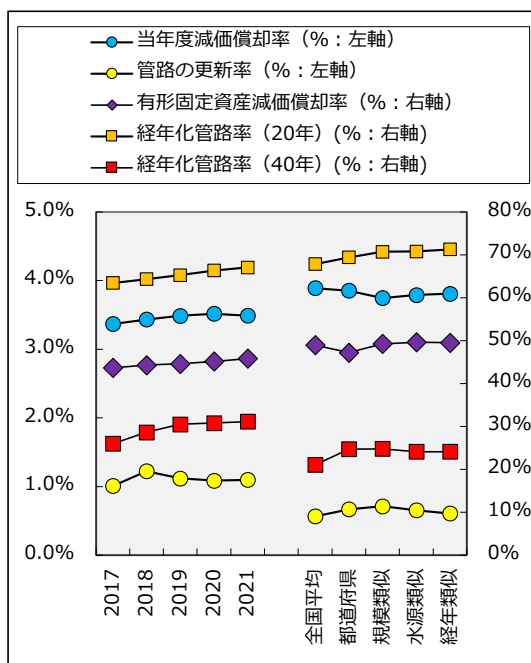 当年度減価償却率（%：左軸）
管路の更新率（%：左軸）
有形固定資産減価償却率（%：右軸）
経年化管路率（20年）(%：右軸)
経年化管路率（40年）(%：右軸)
5.0%
4.0%
3.0%
2.0%
1.0%
0.0%
80%
70%
60%
50%
40%
30%
20%
10%
0%
2017
2018
2019
2020
2021
全国平均
都道府県
規模類似
水源類似
経年類似